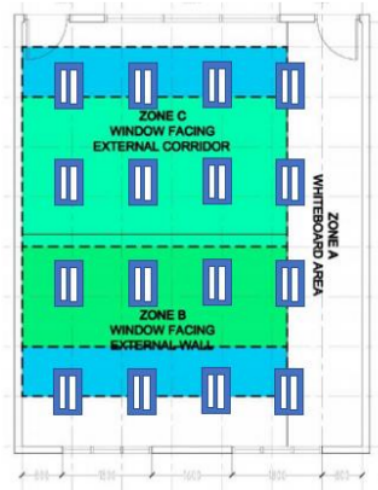 ZONE C
WINDOW FACING
EXTERNAL CORRIDOR
ZONE A
WHITEBOARD AREA
ZONE B
WINDOW FACING
EXTERNAL WALL